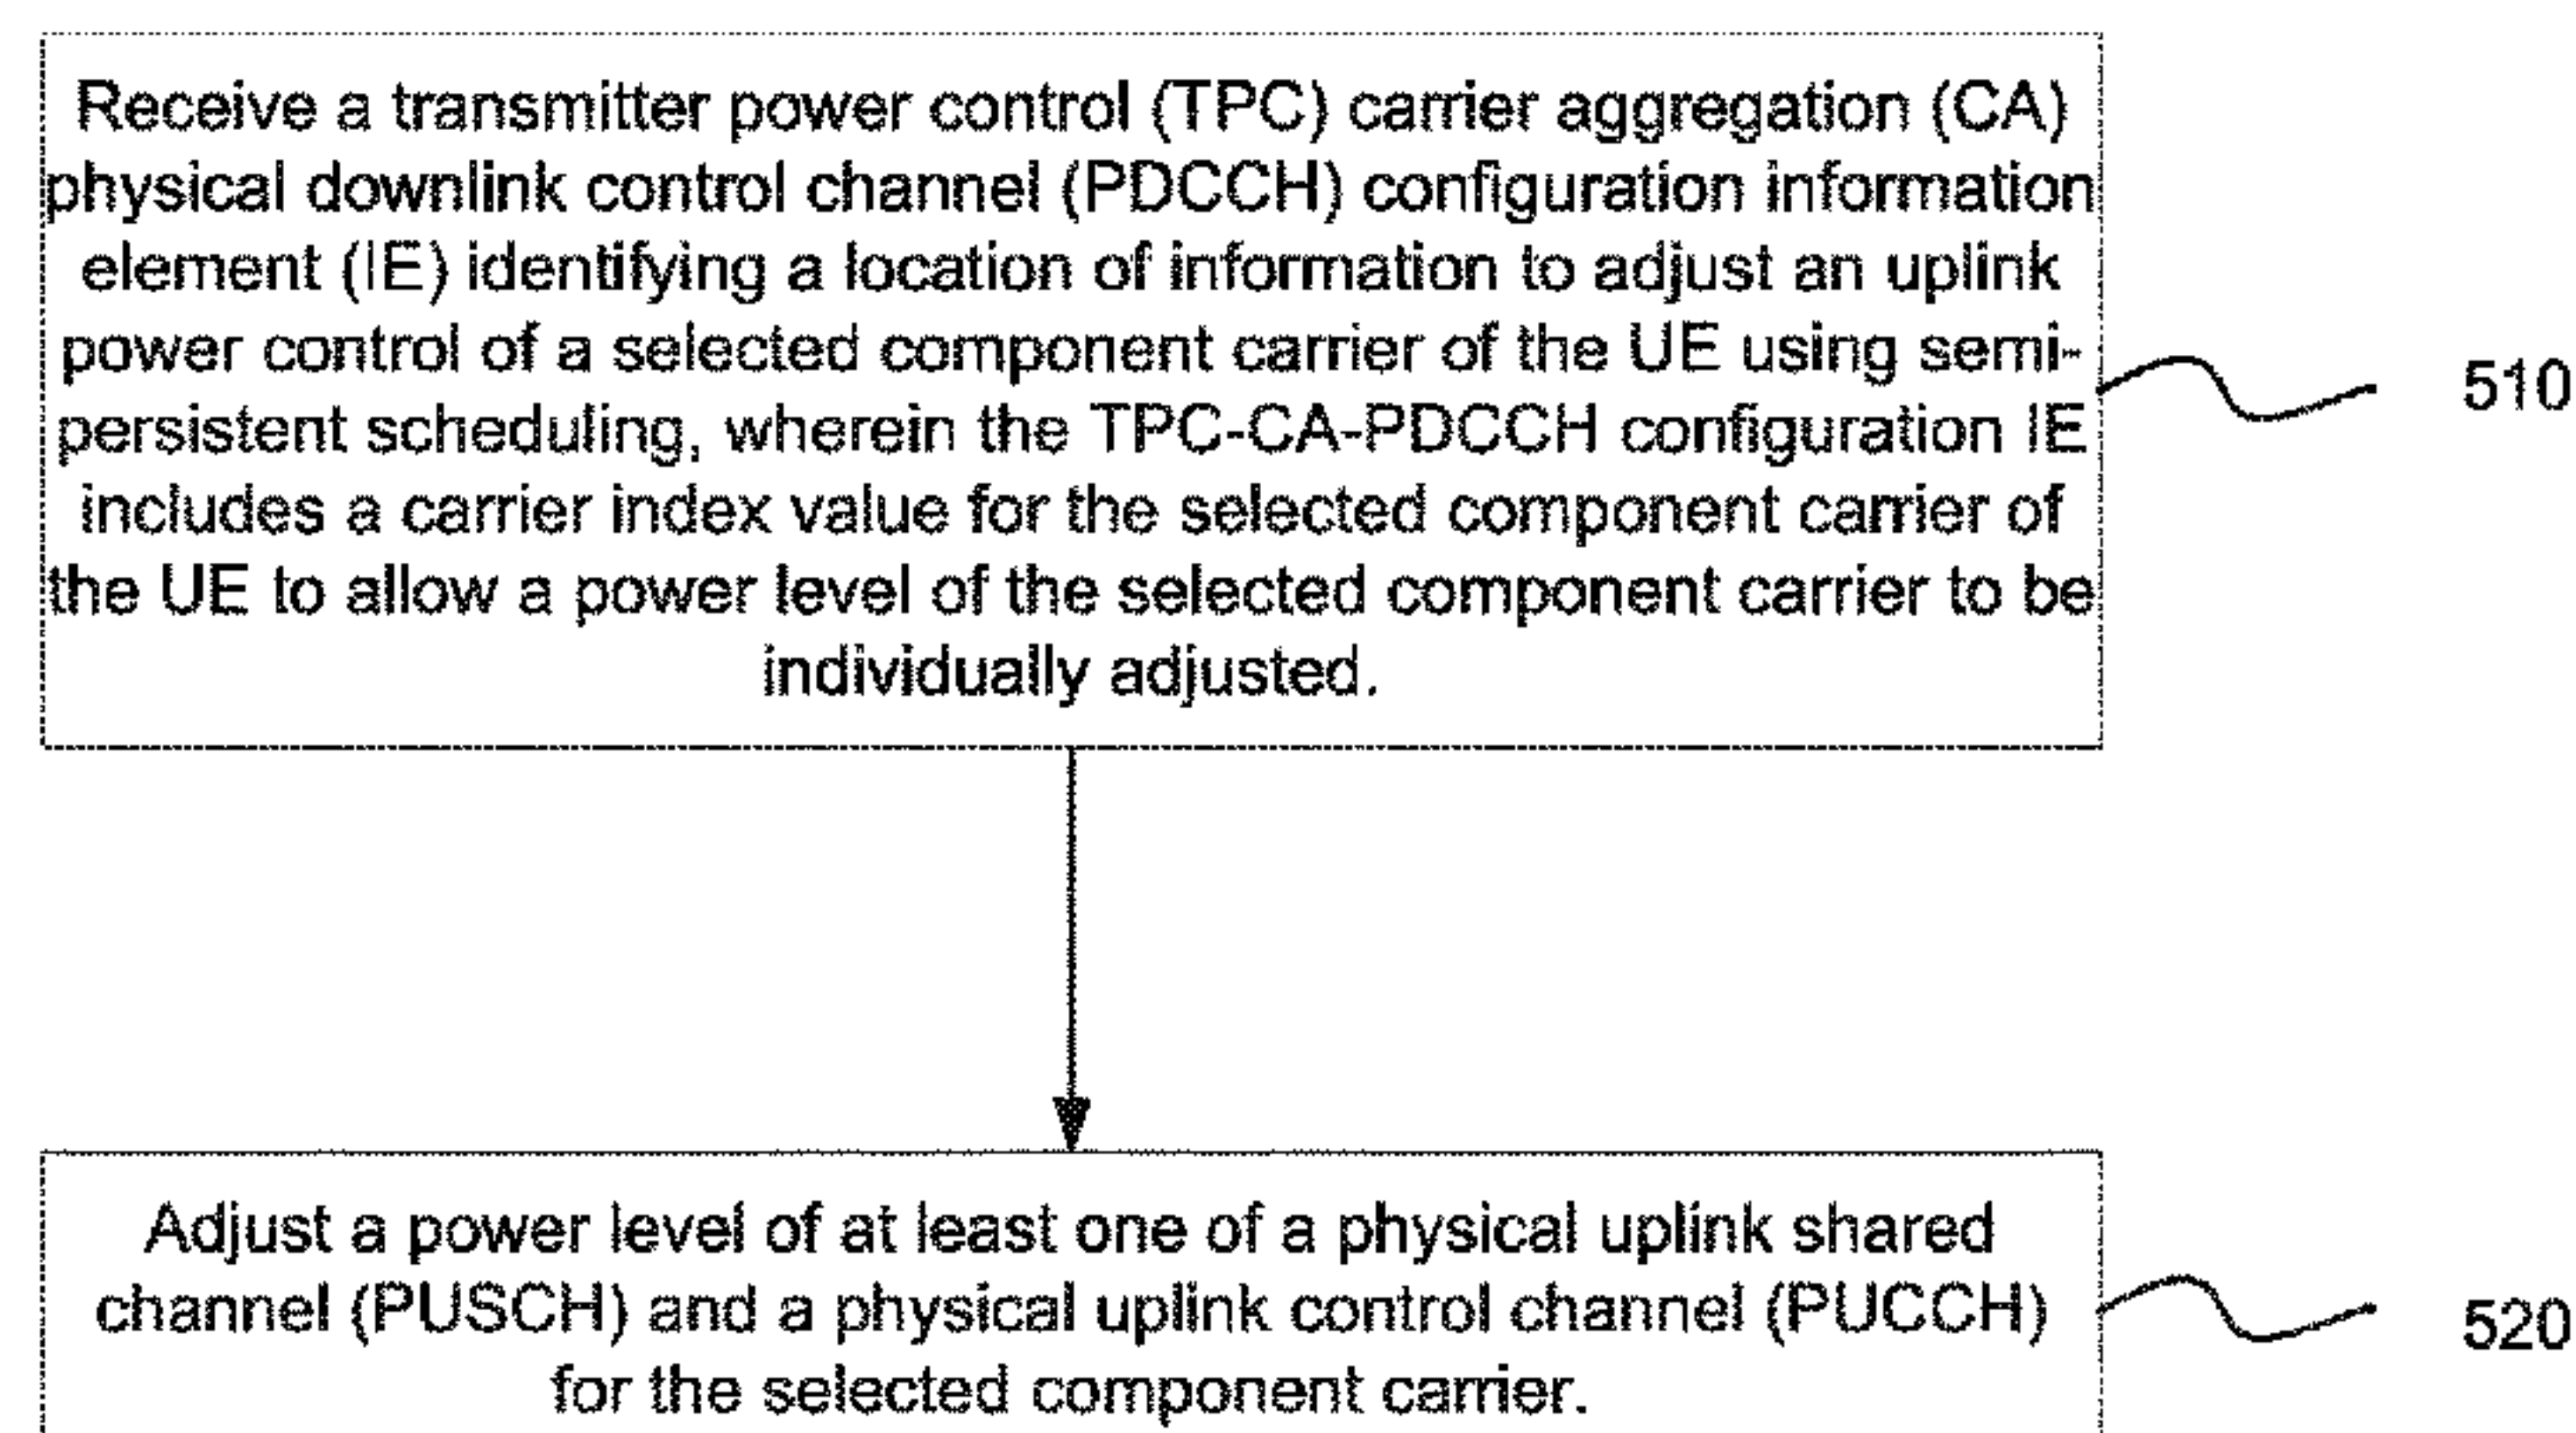 Receive a transmitter power control (TPC) carrier aggregation (CA)
physical downlink control channel (PDCCH) configuration information
element (IE) identifying a location of information to adjust an uplink
power control of a selected component carrier of the UE using semi-
persistent scheduling, wherein the TPC-CA-PDCCH configuration IE
includes a carrier index value for the selected component carrier of
the UE to allow a power level of the selected component carrier to be
individually adjusted.
510
Adjust a power level of at least one of a physical uplink shared
channel (PUSCH) and a physical uplink control channel (PUCCH)
for the selected component carrier.
520